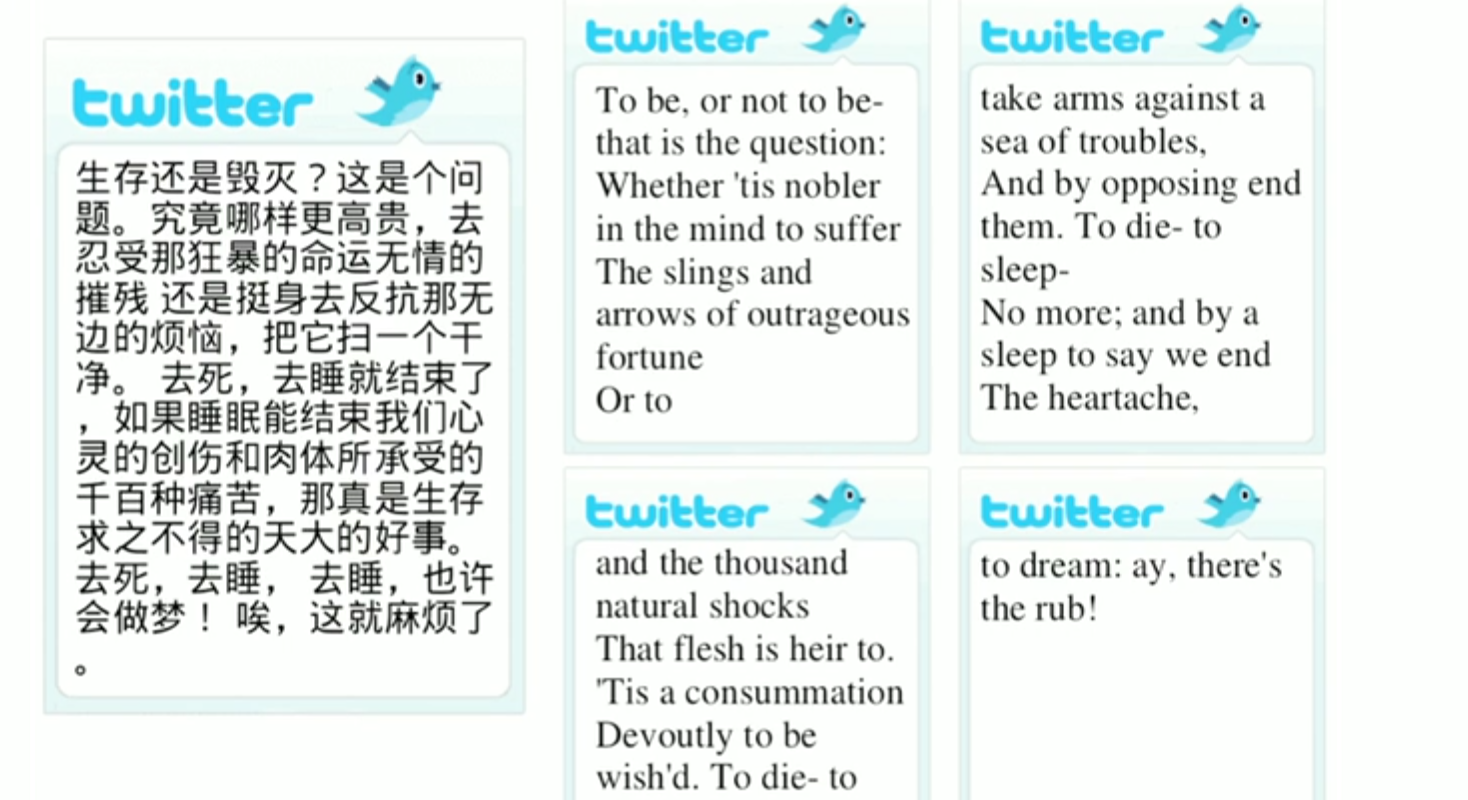 twitter
生存还是毁灭？这是个问
题。究竟哪样更高贵，去
忍受那狂暴的命运无情的
摧残 还是挺身去反抗那无
边的烦恼，把它扫一个干
净。 去死，去睡就结束了
，如果睡眠能结束我们心
灵的创伤和肉体所承受的
千百种痛苦，那真是生存
求之不得的天大的好事。
去死，去睡， 去睡，也许
会做梦！ 唉，这就麻烦了
。
twitter
To be, or not to be-
that is the question:
Whether 'tis nobler
in the mind to suffer
The slings and
arrows of outrageous
fortune
Or to
twitter
take arms against a
sea of troubles,
And by opposing end
them. To die- to
sleep-
No more; and by a
sleep to say we end
The heartache,
twitter
and the thousand
natural shocks
That flesh is heir to.
'Tis a consummation
Devoutly to be
wish'd. To die- to
twitter
to dream: ay, there's
the rub!